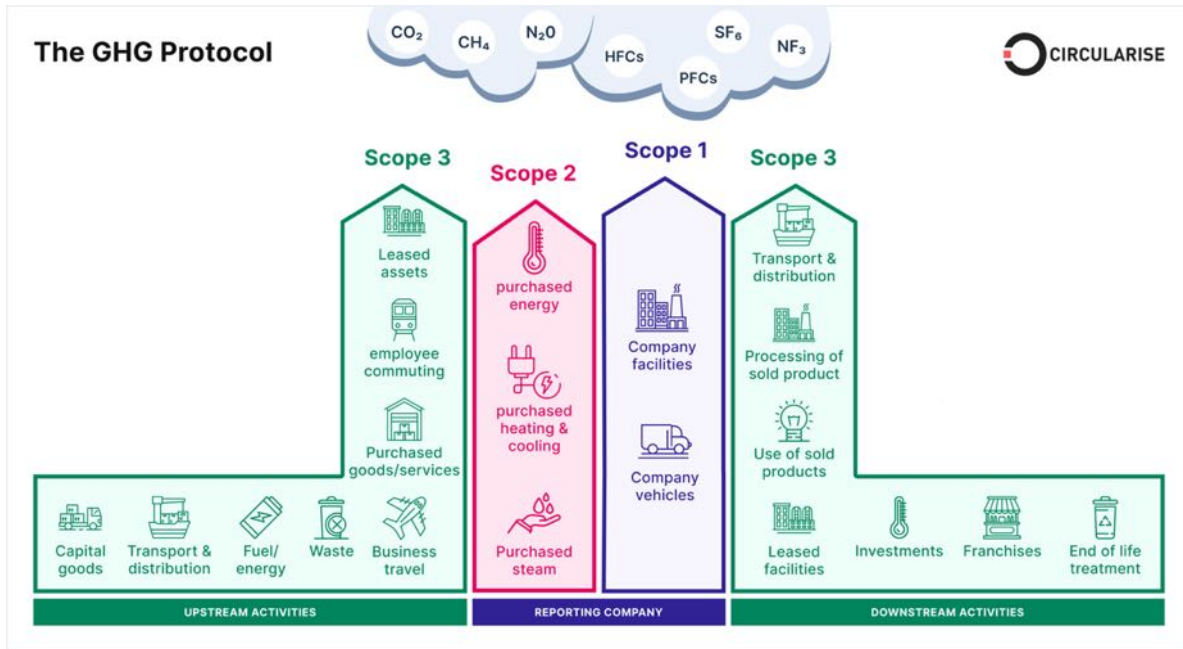 The GHG Protocol
CO₂
CH₄
N₂0
HFCs
PFCs
SF₆
NF₃
CIRCULARISE
Scope 3
Leased
assets
employee
commuting
Purchased
goods/services
Capital
goods
Transport &
distribution
Fuel/
energy
Waste
Business
travel
UPSTREAM ACTIVITIES
Scope 2
purchased
energy
purchased
heating &
cooling
Purchased
steam
Scope 1
Company
facilities
Company
vehicles
REPORTING COMPANY
Scope 3
Transport &
distribution
Processing of
sold product
Use of sold
products
Leased
facilities
Investments
Franchises
End of life
treatment
DOWNSTREAM ACTIVITIES